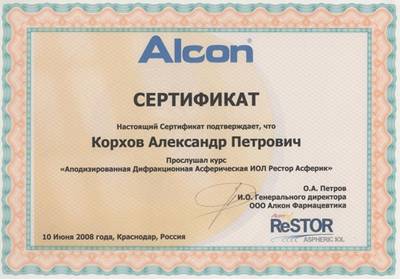 Alcon
СЕРТИФИКАТ
Настоящий Сертификат подтверждает, что
Корхов Александр Петрович
Прослушал курс
«Аподизированная Дифракционная Асферическая ИОЛ Рестор Асферик»
О.А. Петров
И.О. Генерального директора
ООО Алкон Фармацевтика
Alcon
ReSTOR
ASPHERIC IOL
10 Июня 2008 года, Краснодар, Россия